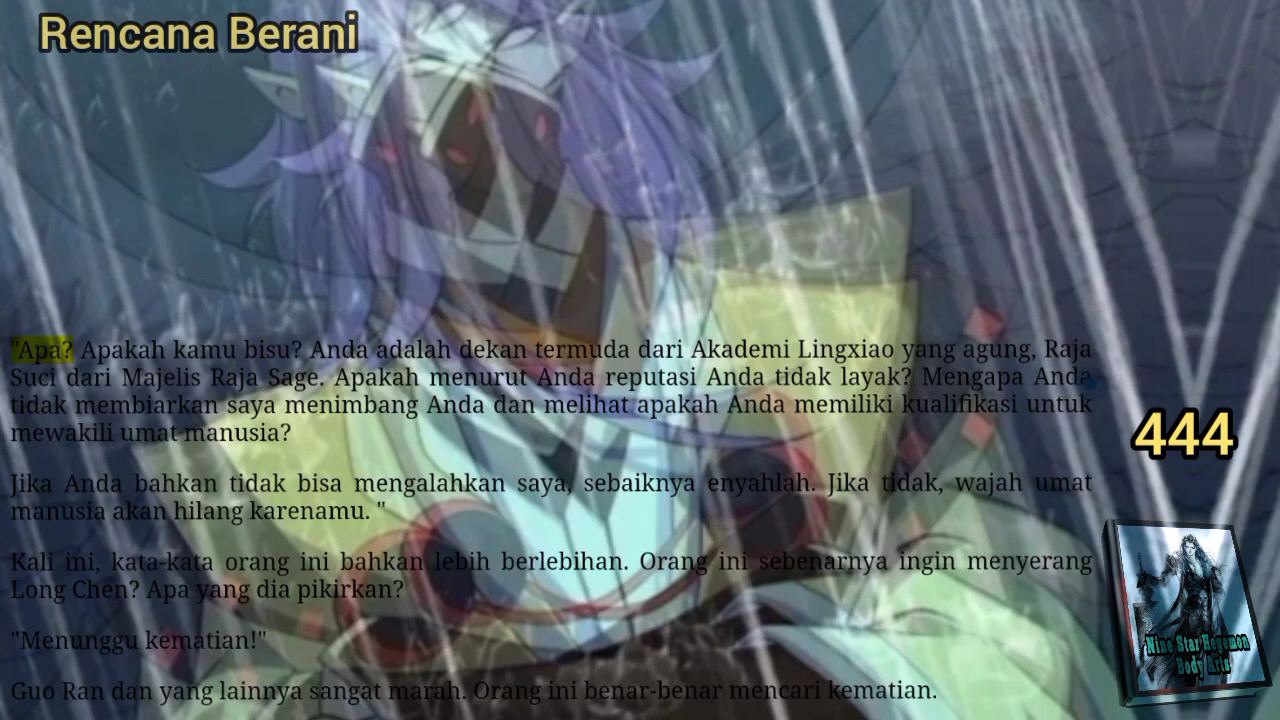 Rencana Berani
"Apa? Apakah kamu bisu? Anda adalah dekan termuda dari Akademi Lingxiao yang agung, Raja
Suci dari Majelis Raja Sage. Apakah menurut Anda reputasi Anda tidak layak? Mengapa Anda
tidak membiarkan saya menimbang Anda dan melihat apakah Anda memiliki kualifikasi untuk
mewakili umat manusia?
Jika Anda bahkan tidak bisa mengalahkan saya, sebaiknya enyahlah. Jika tidak, wajah umat
manusia akan hilang karenamu. "
Kali ini, kata-kata orang ini bahkan lebih berlebihan. Orang ini sebenarnya ingin menyerang
Long Chen? Apa yang dia pikirkan?
"Menunggu kematian!"
Guo Ran dan yang lainnya sangat marah. Orang ini benar-benar mencari kematian.
444
Nine Star Hegemon
Body Arts